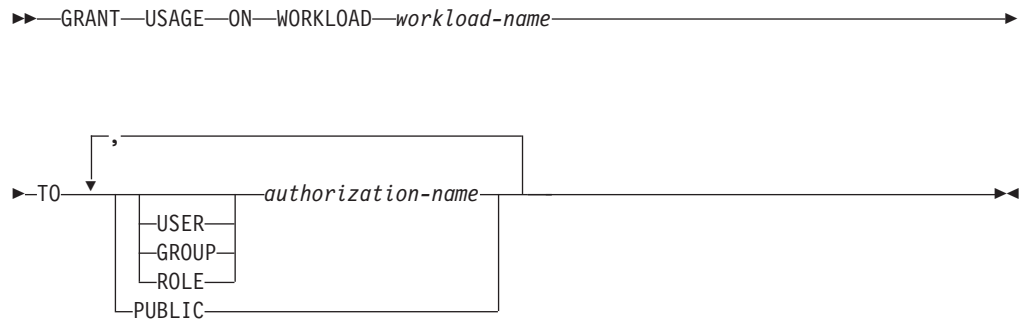 GRANT USAGE ON WORKLOAD workload-name
,
TO authorization-name
USER
GROUP
ROLE
PUBLIC